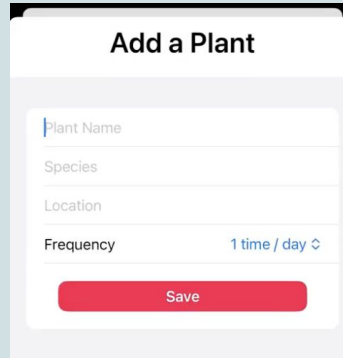 Add a Plant
Plant Name
Species
Location
Frequency 1 time / day
Save